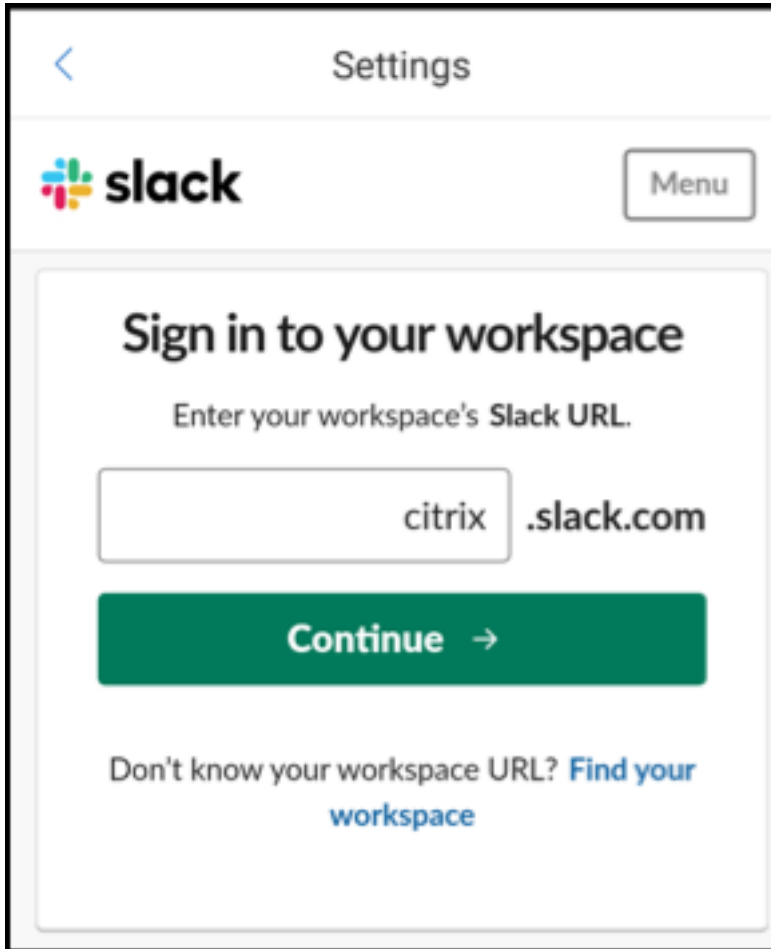 Settings
slack
Menu
Sign in to your workspace
Enter your workspace's Slack URL.
citrix .slack.com
Continue →
Don't know your workspace URL? Find your
workspace